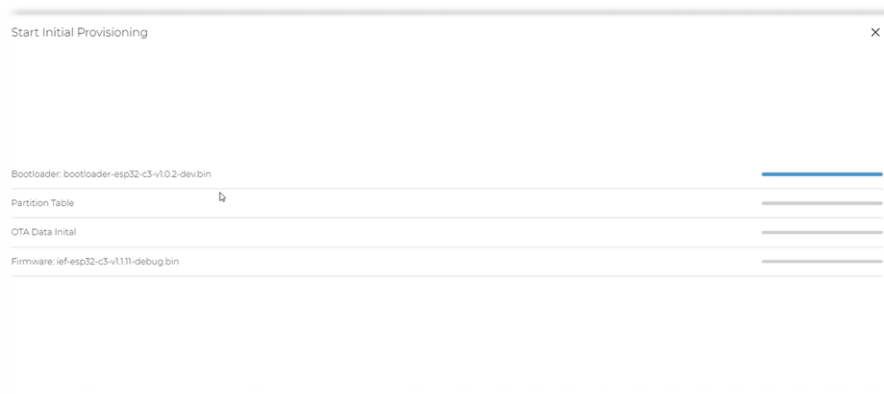 Start Initial Provisioning
Bootloader: bootloader-esp32-c3-v1.0.2-dev.bin
Partition Table
OTA Data Inital
Firmware: ief-esp32-c3-v1.1.11-debug.bin